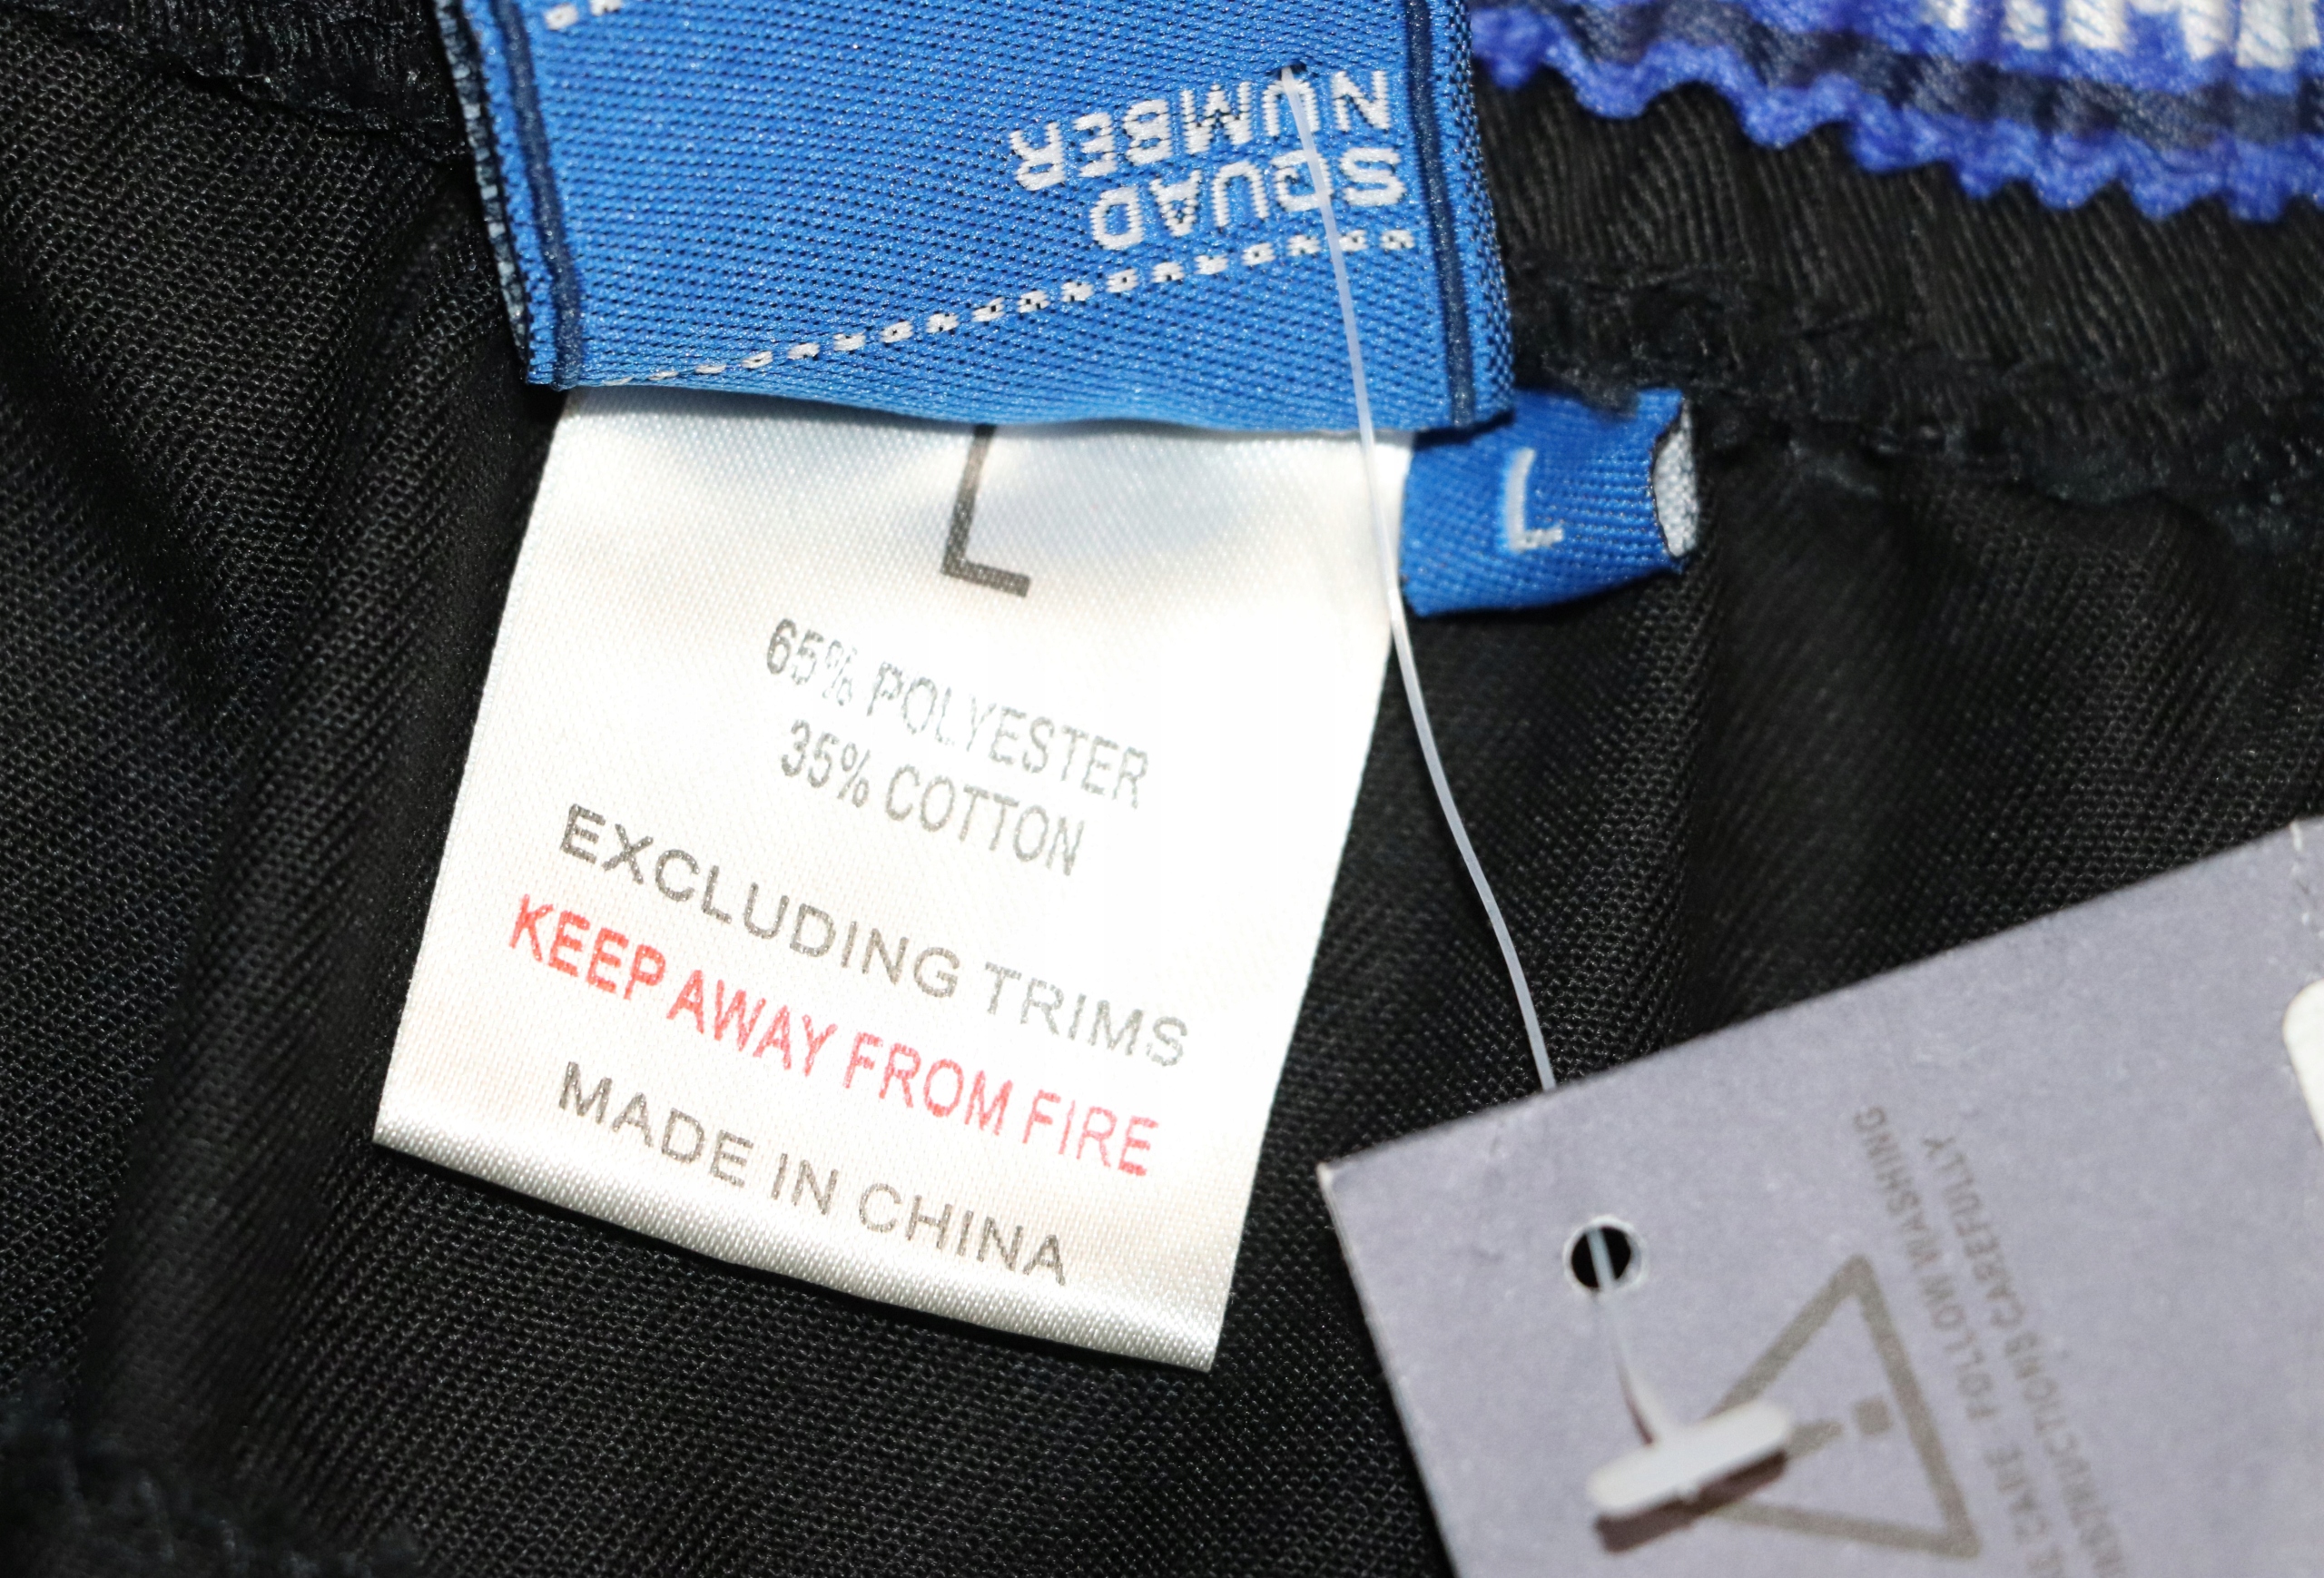 SQUAD
NUMBER
L
L
65% POLYESTER
35% COTTON
EXCLUDING TRIMS
KEEP AWAY FROM FIRE
MADE IN CHINA
FOLLOW WASHING
INSTRUCTIONS CAREFULLY